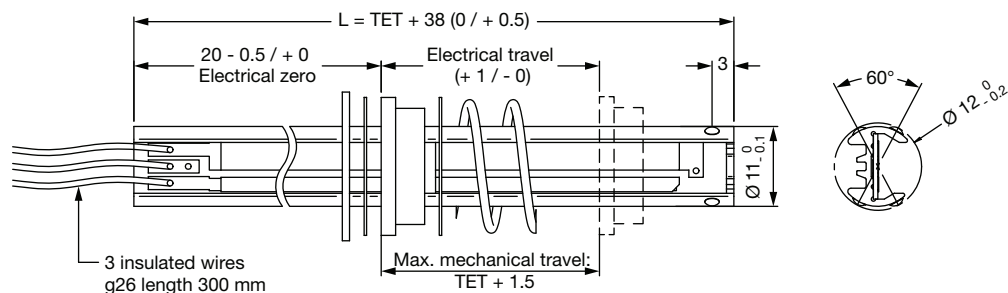 L = TET + 38 (0 / + 0.5)
20 - 0.5 / + 0
Electrical zero
Electrical travel
(+ 1 / - 0)
3
60°
Ø 12 0 - 0.2
Ø 11 0 - 0.1
3 insulated wires
g26 length 300 mm
Max. mechanical travel:
TET + 1.5